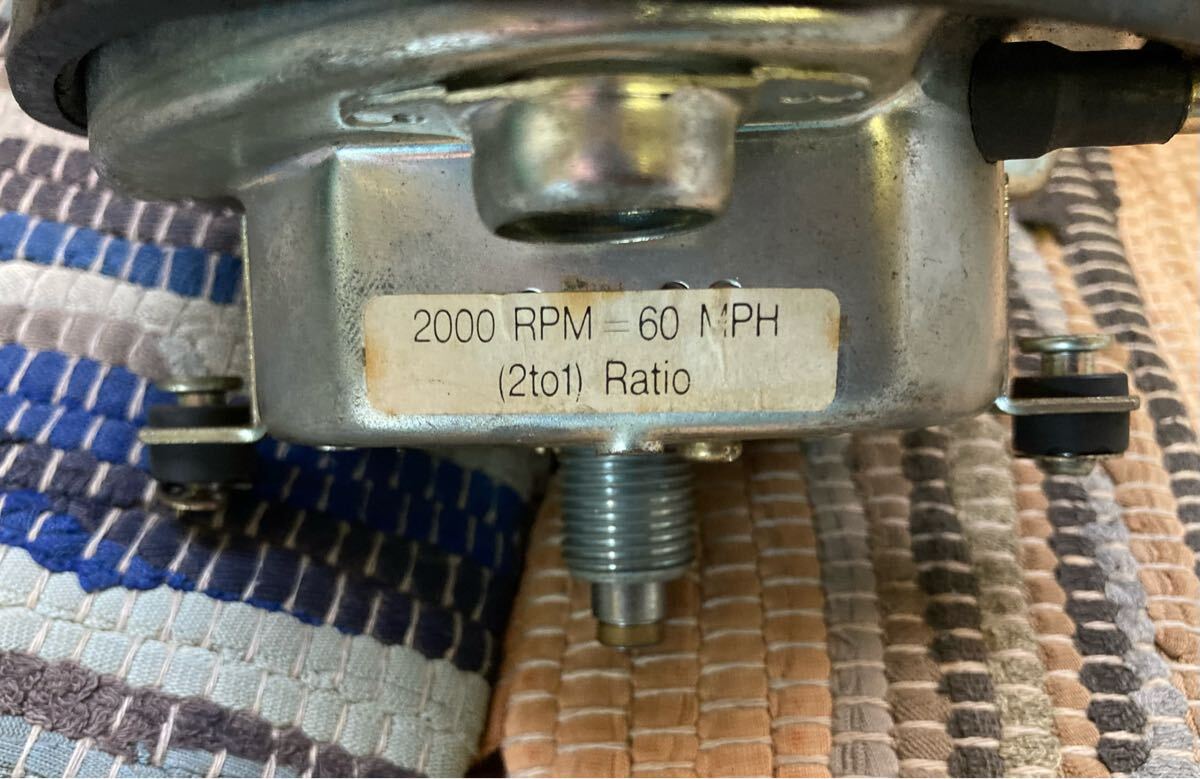 2000 RPM = 60 MPH
(2to1) Ratio